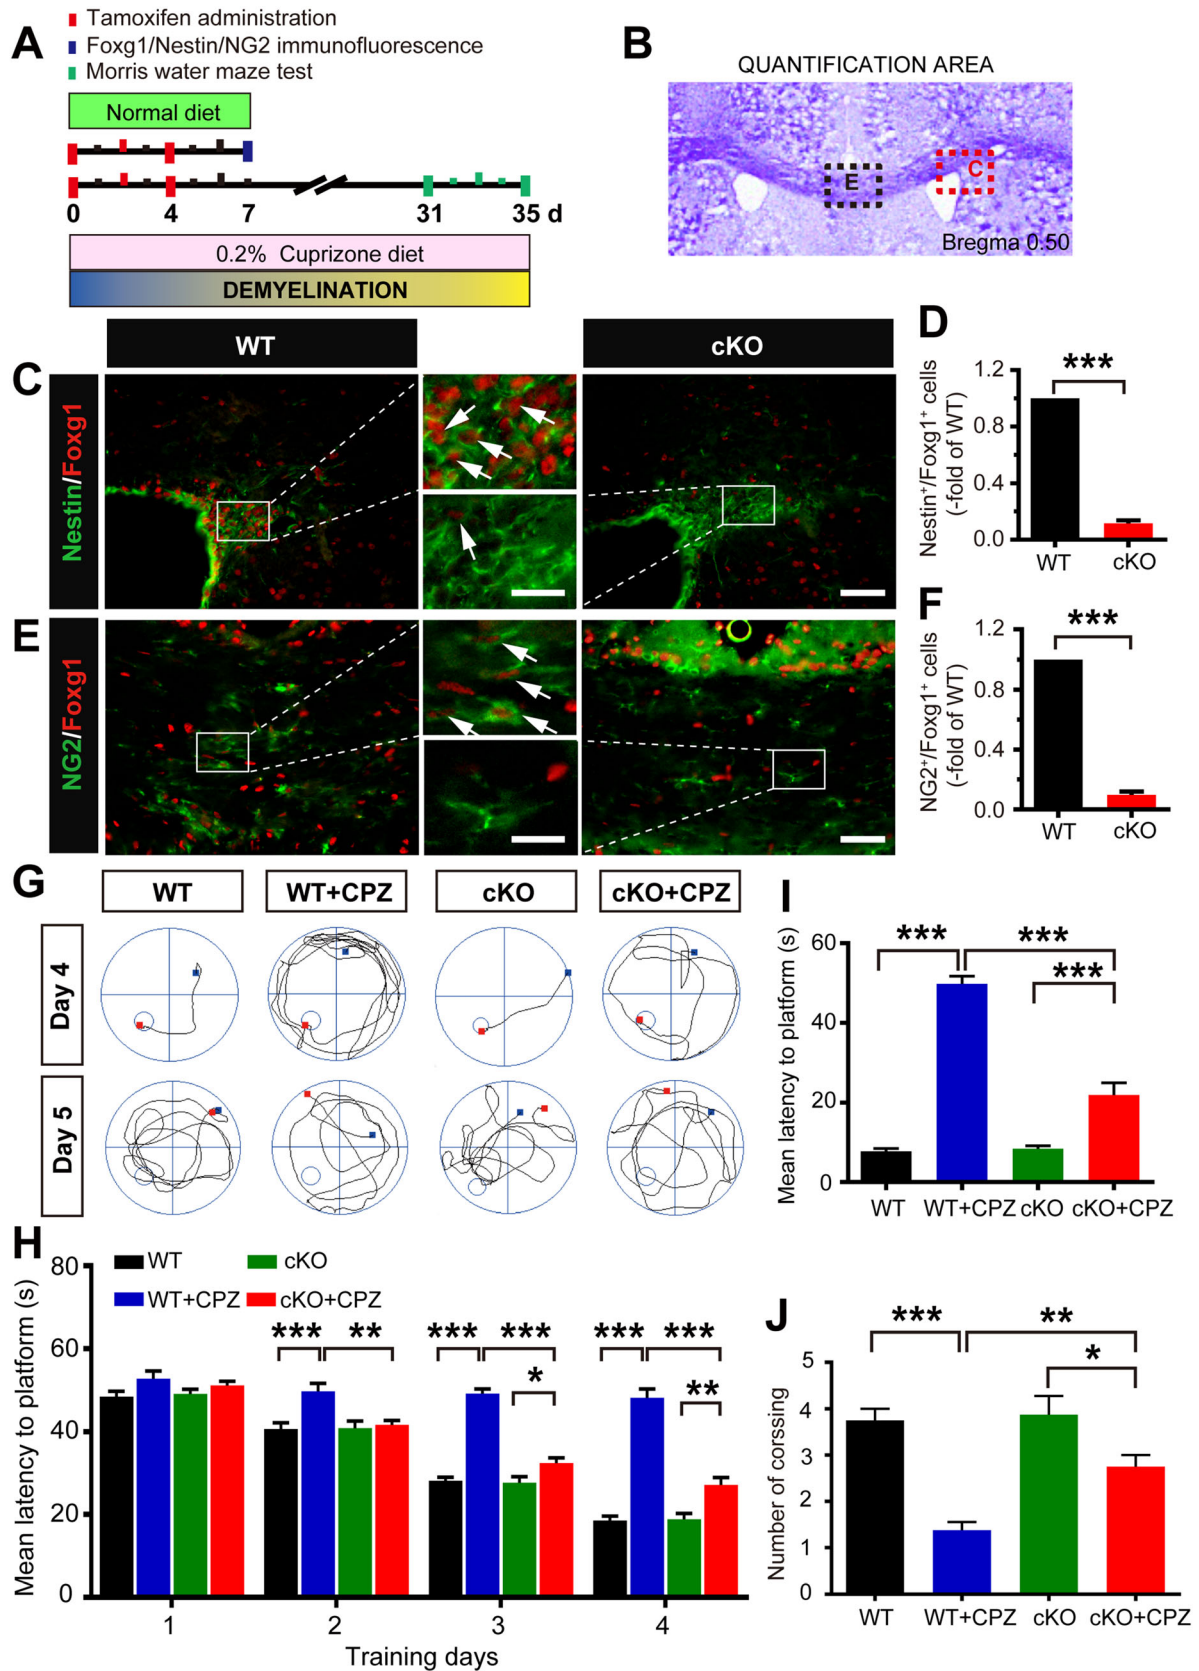 A
Tamoxifen administration
Foxg1/Nestin/NG2 immunofluorescence
Morris water maze test
Normal diet
0 4 7 31 35 d
0.2% Cuprizone diet
DEMYELINATION
B
QUANTIFICATION AREA
E
C
Bregma 0.50
WT
cKO
C
Nestin/Foxg1
D
Nestin⁺/Foxg1⁺ cells
(-fold of WT)
1.2
0.8
0.4
0.0
***
WT cKO
E
NG2/Foxg1
F
NG2⁺/Foxg1⁺ cells
(-fold of WT)
1.2
0.8
0.4
0.0
***
WT cKO
G
WT WT+CPZ cKO cKO+CPZ
Day 4
Day 5
I
Mean latency to platform (s)
60
40
20
0
*** ***
***
WT WT+CPZ cKO cKO+CPZ
H
Mean latency to platform (s)
80
60
40
20
0
WT cKO
WT+CPZ cKO+CPZ
*** ** *** *** *** ***
* **
1 2 3 4
Training days
J
Number of corssing
5
4
3
2
1
0
*** **
*
WT WT+CPZ cKO cKO+CPZ